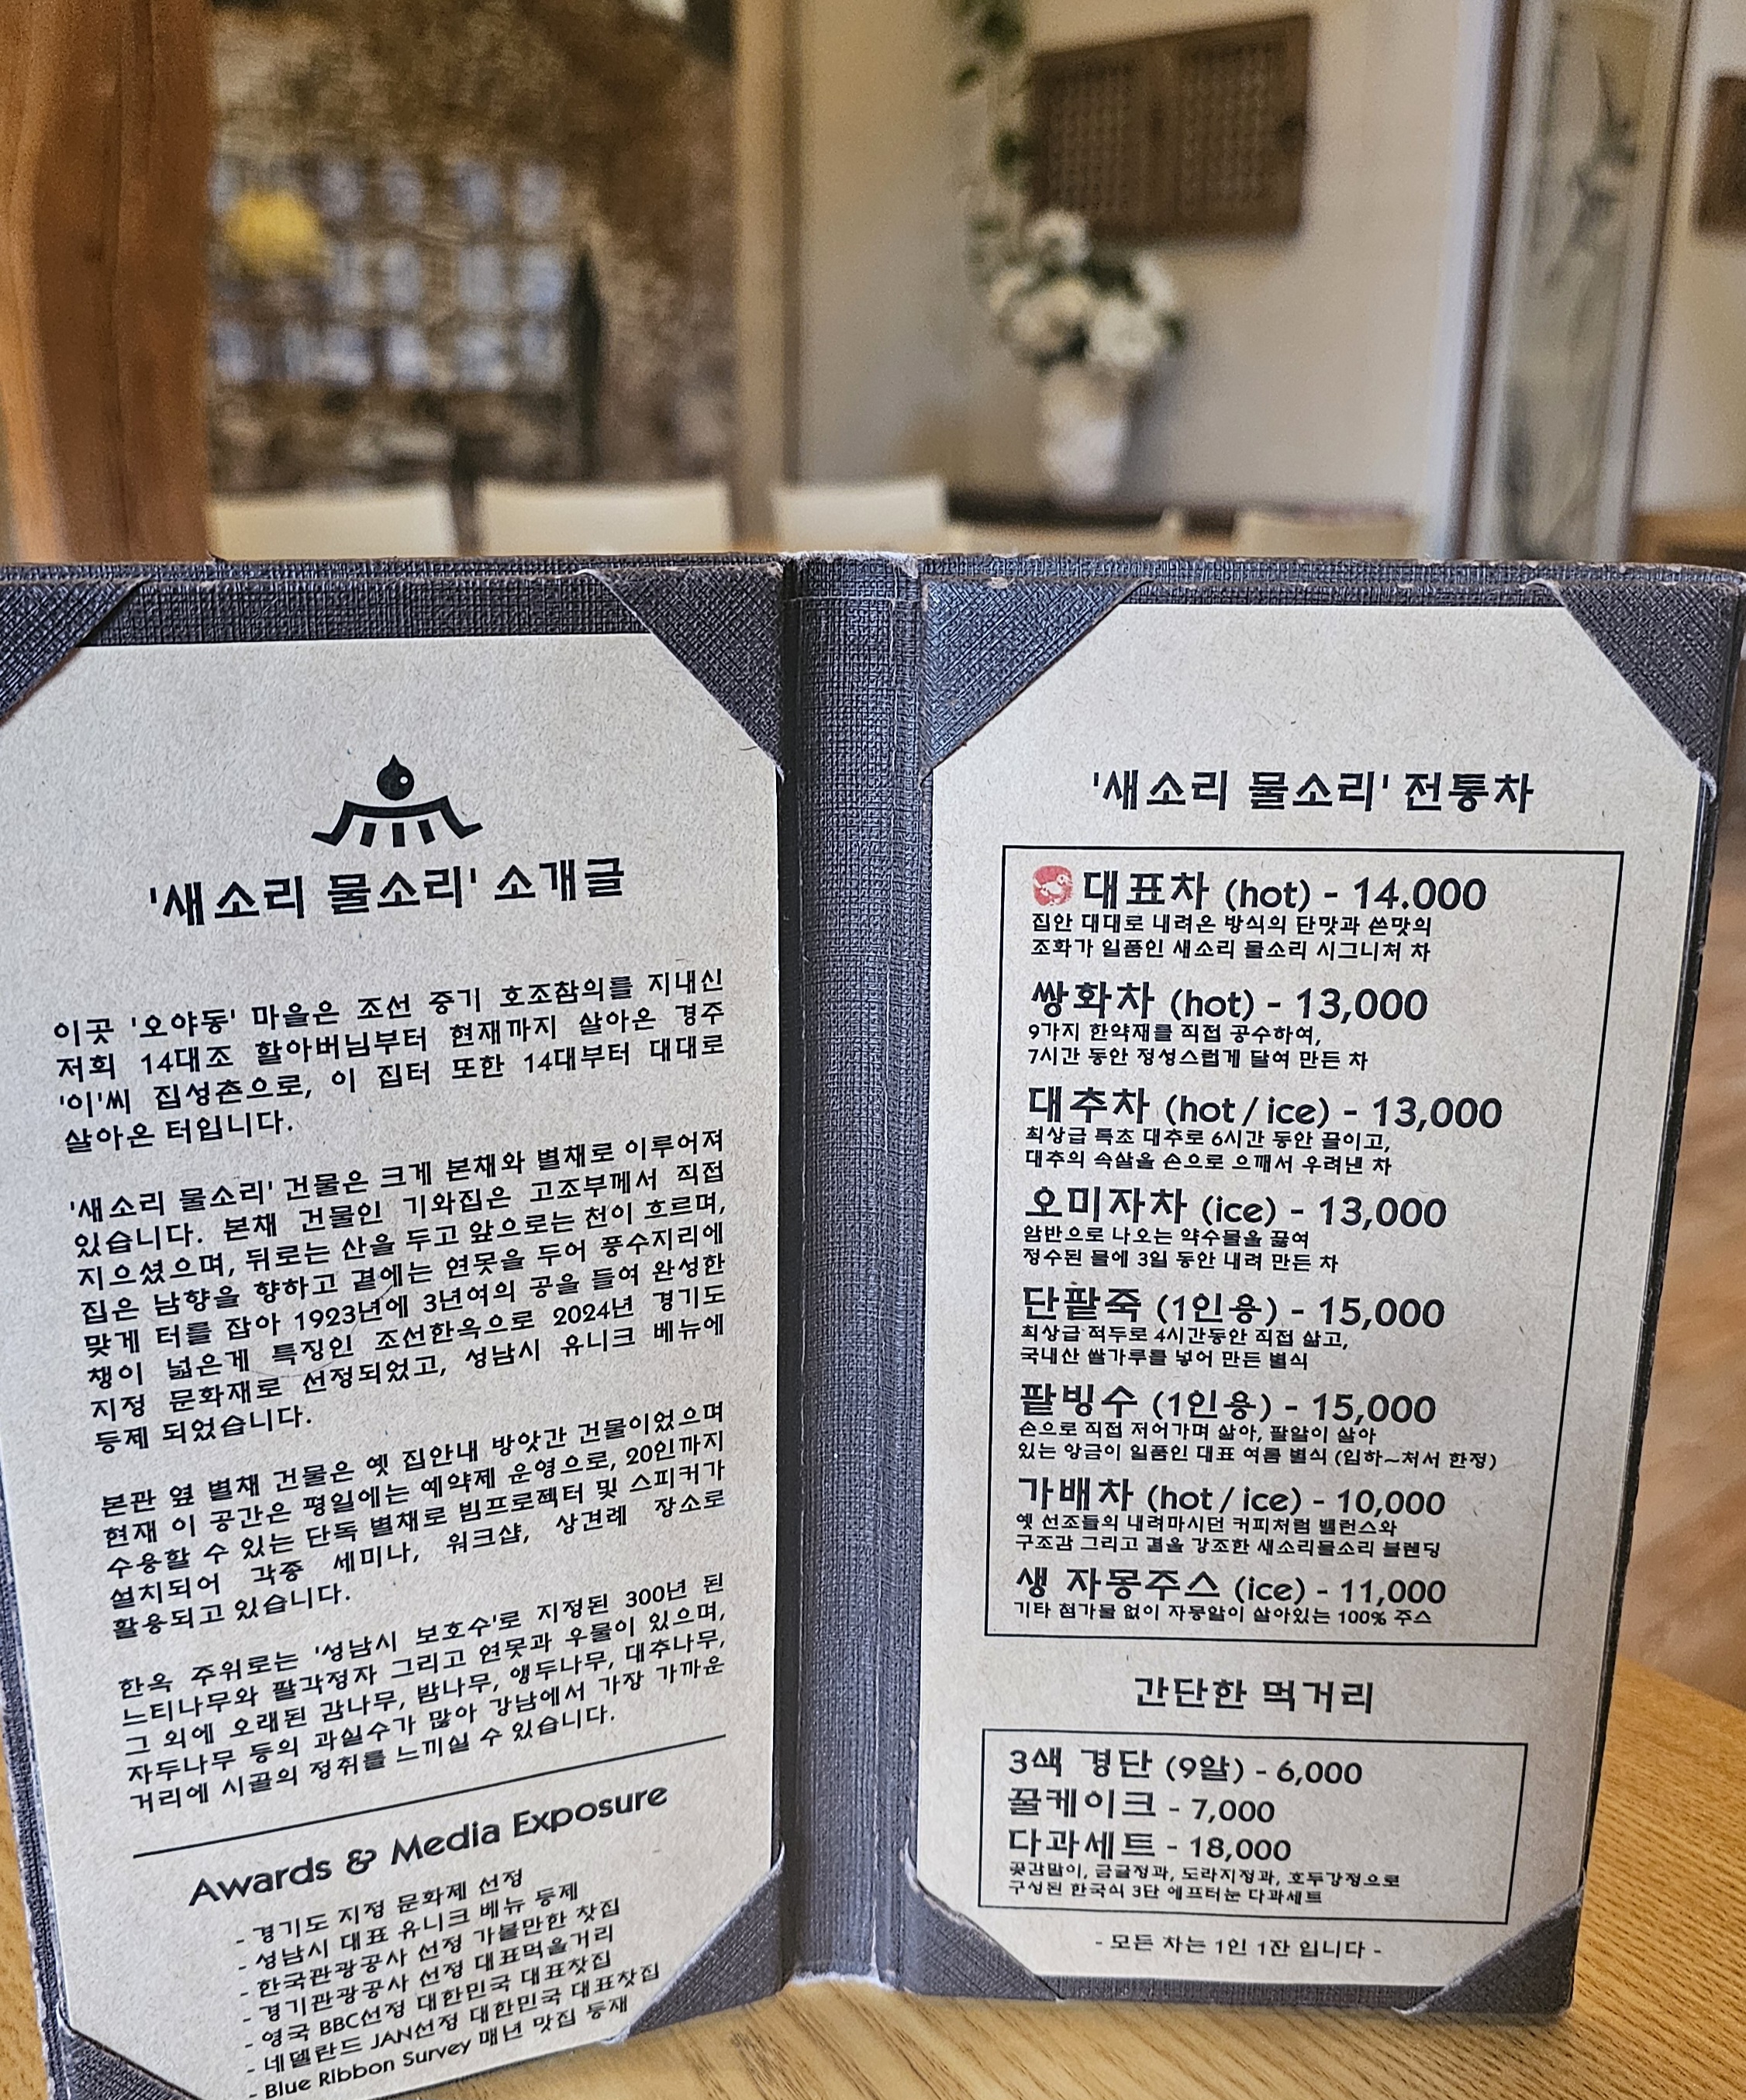 '새소리 물소리' 소개글
이곳 '오야동' 마을은 조선 중기 호조참의를 지내신
저희 14대조 할아버님부터 현재까지 살아온 경주
'이'씨 집성촌으로, 이 집터 또한 14대부터 대대로
살아온 터입니다.
'새소리 물소리' 건물은 크게 본채와 별채로 이루어져
있습니다. 본채 건물인 기와집은 고조부께서 직접
지으셨으며, 뒤로는 산을 두고 앞으로는 천이 흐르며,
집은 남향을 향하고 곁에는 연못을 두어 풍수지리에
맞게 터를 잡아 1923년에 3년여의 공을 들여 완성한
챙이 넓은게 특징인 조선한옥으로 2024년 경기도
지정 문화재로 선정되었고, 성남시 유니크 베뉴에
등제 되었습니다.
본관 옆 별채 건물은 옛 집안내 방앗간 건물이었으며
현재 이 공간은 평일에는 예약제 운영으로, 20인까지
수용할 수 있는 단독 별채로 빔프로젝터 및 스피커가
설치되어 각종 세미나, 워크샵, 상견례 장소로
활용되고 있습니다.
한옥 주위로는 '성남시 보호수'로 지정된 300년 된
느티나무와 팔각정자 그리고 연못과 우물이 있으며,
그 외에 오래된 감나무, 밤나무, 앵두나무, 대추나무,
자두나무 등의 과실수가 많아 강남에서 가장 가까운
거리에 시골의 정취를 느끼실 수 있습니다.
Awards & Media Exposure
- 경기도 지정 문화제 선정
- 성남시 대표 유니크 베뉴 등제
- 한국관광공사 선정 가볼만한 찻집
- 경기관광공사 선정 대표먹을거리
- 영국 BBC선정 대한민국 대표찻집
- 네델란드 JAN선정 대한민국 대표찻집
- Blue Ribbon Survey 매년 맛집 등재
'새소리 물소리' 전통차
대표차 (hot) - 14.000
집안 대대로 내려온 방식의 단맛과 쓴맛의
조화가 일품인 새소리 물소리 시그니처 차
쌍화차 (hot) - 13,000
9가지 한약재를 직접 공수하여,
7시간 동안 정성스럽게 달여 만든 차
대추차 (hot / ice) - 13,000
최상급 특초 대추로 6시간 동안 끓이고,
대추의 속살을 손으로 으깨서 우려낸 차
오미자차 (ice) - 13,000
암반으로 나오는 약수물을 끓여
정수된 물에 3일 동안 내려 만든 차
단팥죽 (1인용) - 15,000
최상급 적두로 4시간동안 직접 삶고,
국내산 쌀가루를 넣어 만든 별식
팥빙수 (1인용) - 15,000
손으로 직접 저어가며 삶아, 팥알이 살아
있는 앙금이 일품인 대표 여름 별식 (입하~처서 한정)
가배차 (hot / ice) - 10,000
옛 선조들의 내려마시던 커피처럼 밸런스와
구조감 그리고 결을 강조한 새소리물소리 블렌딩
생 자몽주스 (ice) - 11,000
기타 첨가물 없이 자몽알이 살아있는 100% 주스
간단한 먹거리
3색 경단 (9알) - 6,000
꿀케이크 - 7,000
다과세트 - 18,000
곶감말이, 금귤정과, 도라지정과, 호두강정으로
구성된 한국식 3단 에프터눈 다과세트
- 모든 차는 1인 1잔 입니다 -